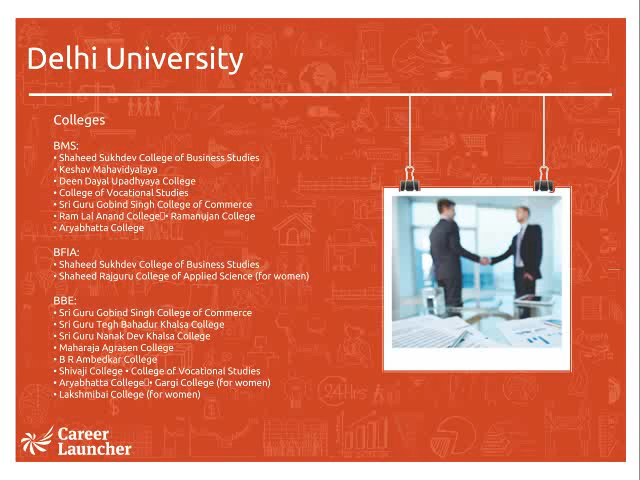 Delhi University
Colleges
BMS:
• Shaheed Sukhdev College of Business Studies
• Keshav Mahavidyalaya
• Deen Dayal Upadhyaya College
• College of Vocational Studies
• Sri Guru Gobind Singh College of Commerce
• Ram Lal Anand College▯• Ramanujan College
• Aryabhatta College
BFIA:
• Shaheed Sukhdev College of Business Studies
• Shaheed Rajguru College of Applied Science (for women)
BBE:
• Sri Guru Gobind Singh College of Commerce
• Sri Guru Tegh Bahadur Khalsa College
• Sri Guru Nanak Dev Khalsa College
• Maharaja Agrasen College
• B R Ambedkar College
• Shivaji College • College of Vocational Studies
• Aryabhatta College▯• Gargi College (for women)
• Lakshmibai College (for women)
24Hrs
Career
Launcher